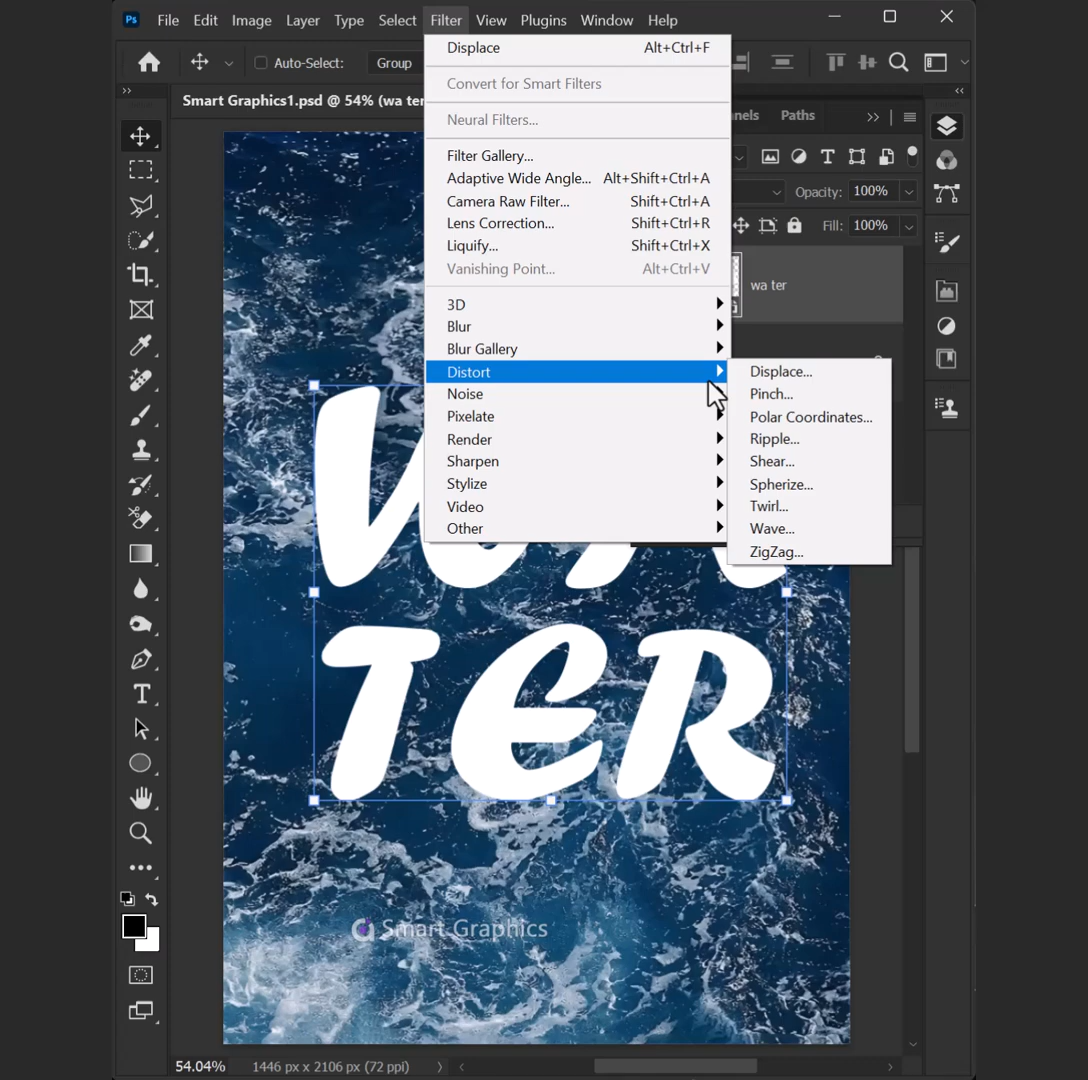 Ps File Edit Image Layer Type Select Filter View Plugins Window Help
Auto-Select: Group
Smart Graphics1.psd @ 54% (wa ter
Displace Alt+Ctrl+F
Convert for Smart Filters
Neural Filters...
Filter Gallery...
Adaptive Wide Angle... Alt+Shift+Ctrl+A
Camera Raw Filter... Shift+Ctrl+A
Lens Correction... Shift+Ctrl+R
Liquify... Shift+Ctrl+X
Vanishing Point... Alt+Ctrl+V
3D
Blur
Blur Gallery
Distort
Noise
Pixelate
Render
Sharpen
Stylize
Video
Other
Displace...
Pinch...
Polar Coordinates...
Ripple...
Shear...
Spherize...
Twirl...
Wave...
ZigZag...
nels Paths
Opacity: 100%
Fill: 100%
wa ter
WA
TER
Smart Graphics
54.04% 1446 px x 2106 px (72 ppi)